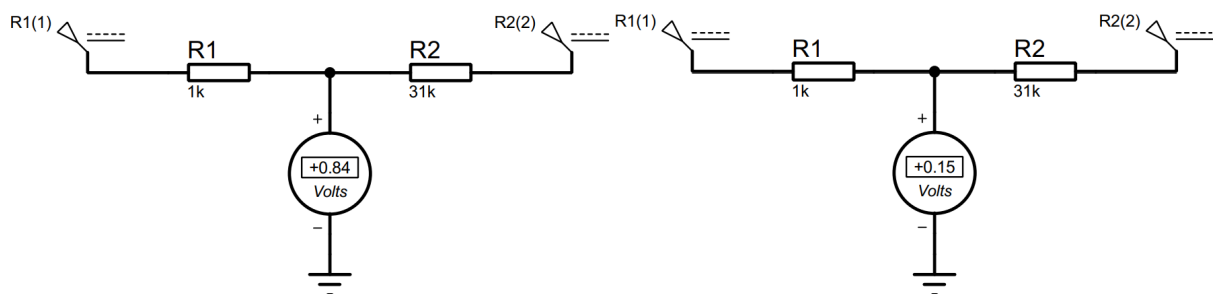 R1(1)
R1
1k
R2
31k
R2(2)
+
+0.84
Volts
–
R1(1)
R1
1k
R2
31k
R2(2)
+
+0.15
Volts
–